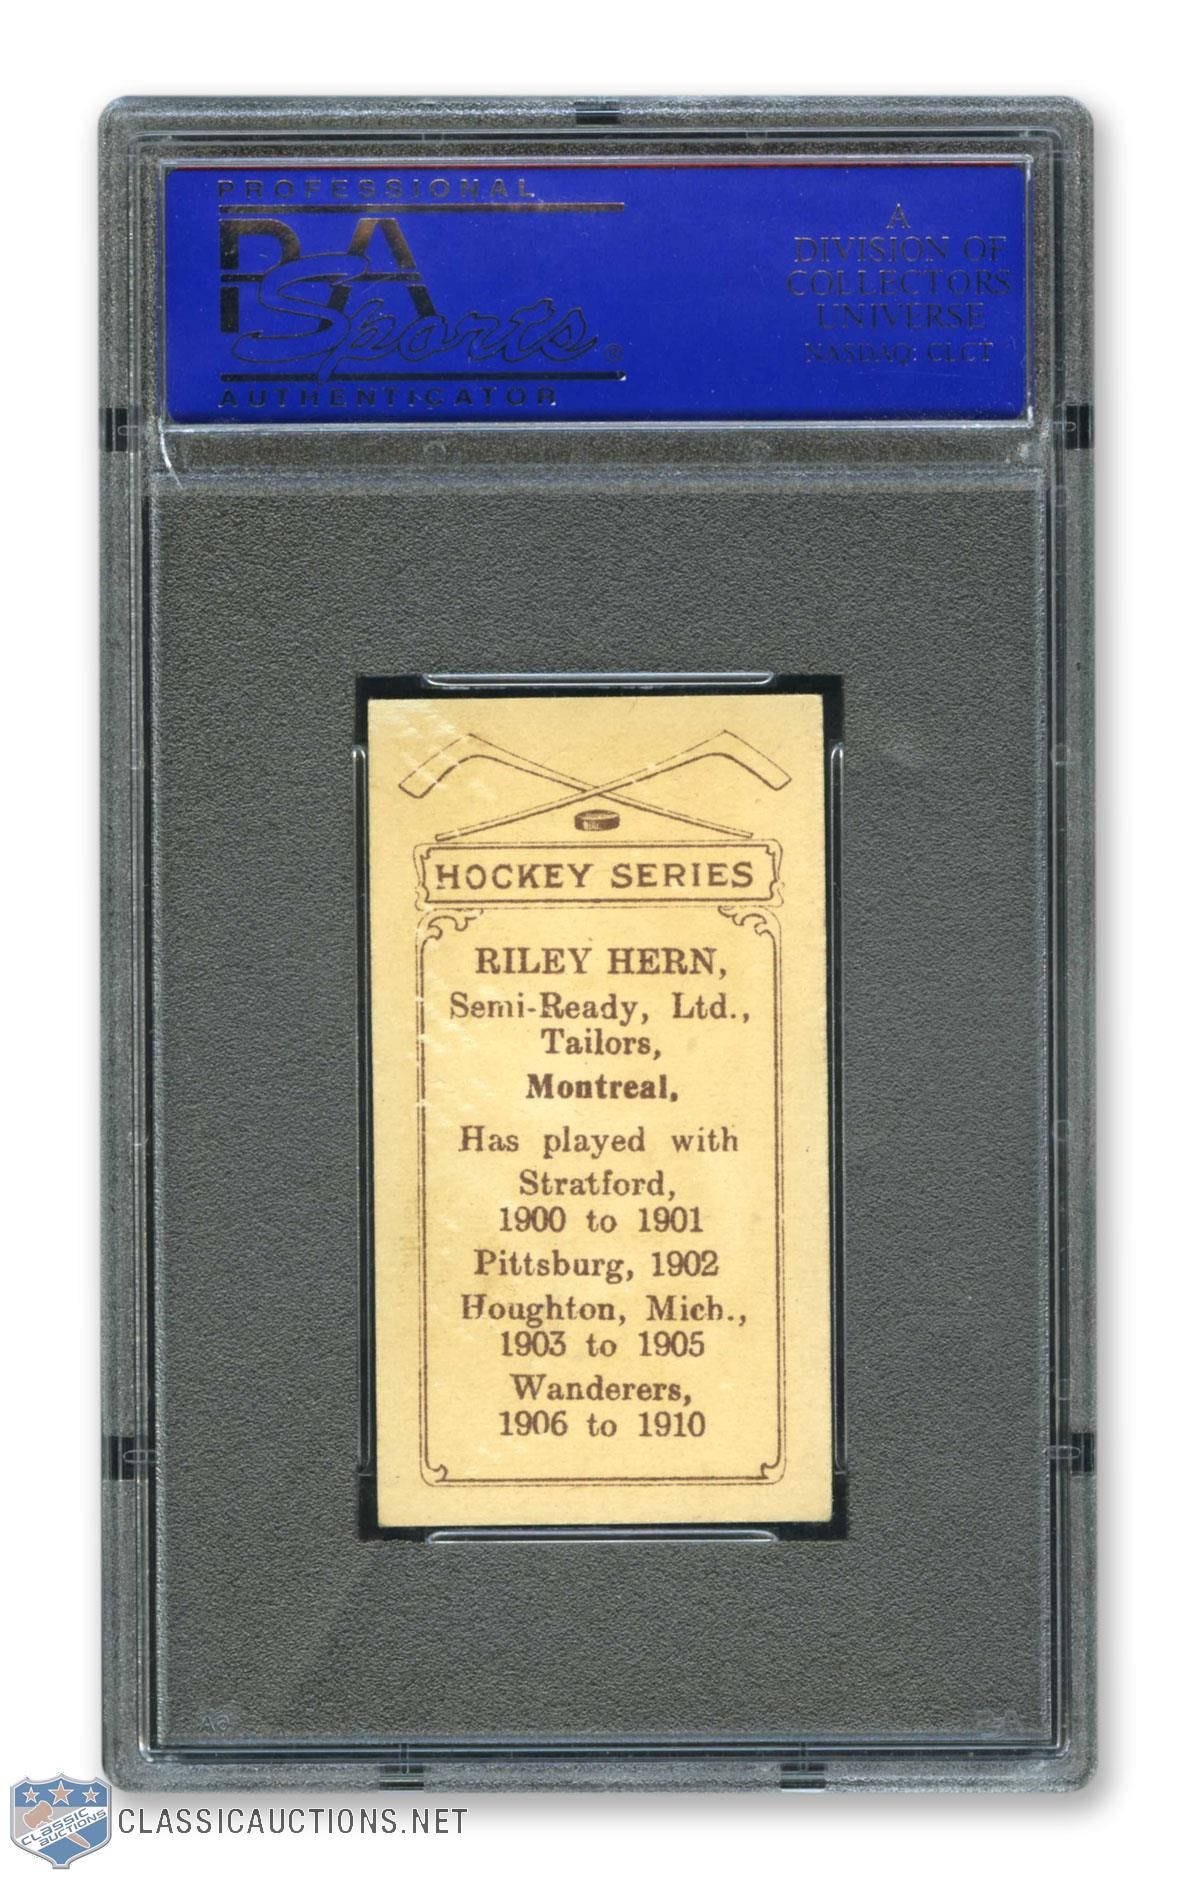 PROFESSIONAL
PSA
Sports®
AUTHENTICATOR
A
DIVISION OF
COLLECTORS
UNIVERSE
NASDAQ: CLCT
HOCKEY SERIES
RILEY HERN,
Semi-Ready, Ltd.,
Tailors,
Montreal,
Has played with
Stratford,
1900 to 1901
Pittsburg, 1902
Houghton, Mich.,
1903 to 1905
Wanderers,
1906 to 1910
CLASSIC
AUCTIONS
CLASSICAUCTIONS.NET